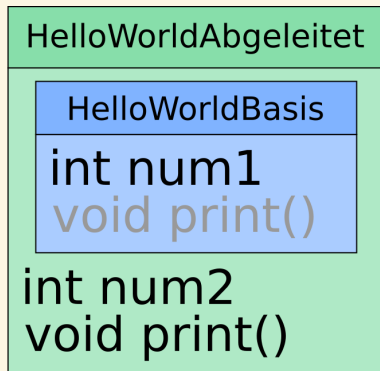 HelloWorldAbgeleitet
HelloWorldBasis
int num1
void print()
int num2
void print()